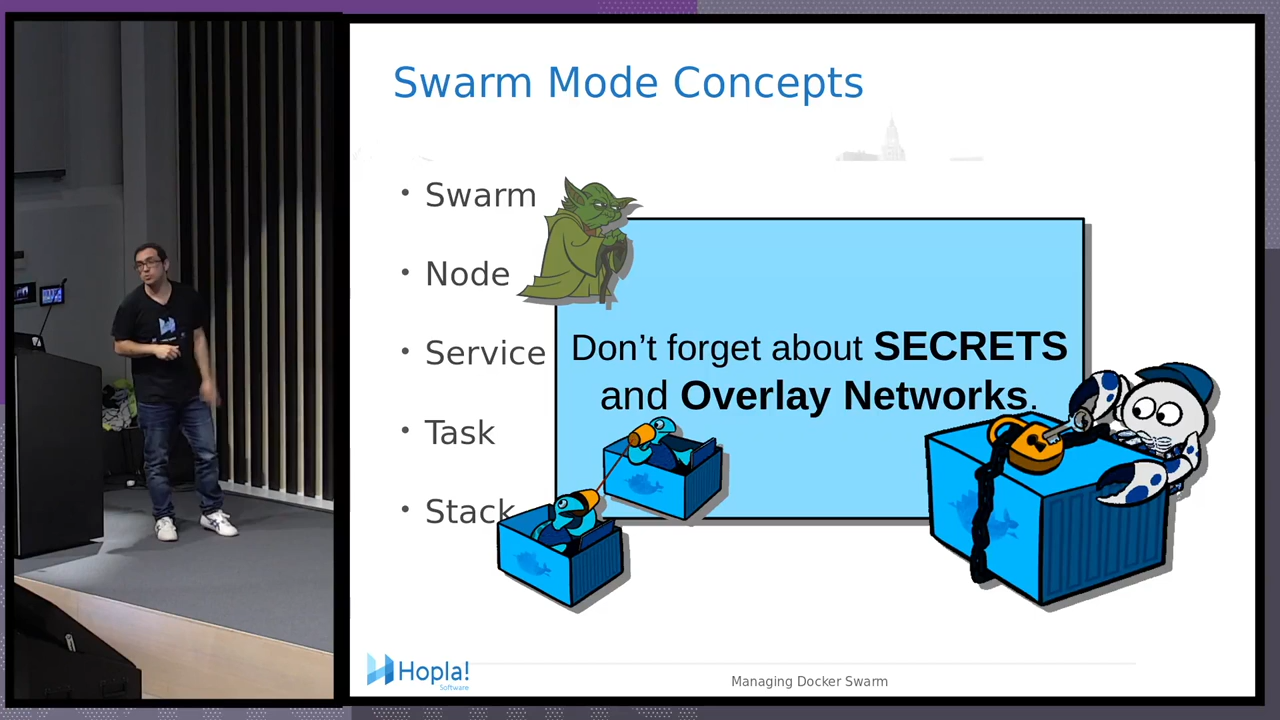 Swarm Mode Concepts
• Swarm
• Node
• Service
• Task
• Stack
Don’t forget about SECRETS
and Overlay Networks.
Hopla!
Software
Managing Docker Swarm